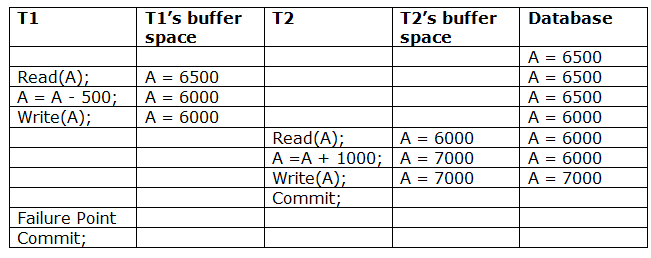 T1 T1's buffer space T2 T2's buffer space Database
A = 6500
Read(A); A = 6500 A = 6500
A = A - 500; A = 6000 A = 6500
Write(A); A = 6000 A = 6000
Read(A); A = 6000 A = 6000
A =A + 1000; A = 7000 A = 6000
Write(A); A = 7000 A = 7000
Commit;
Failure Point
Commit;